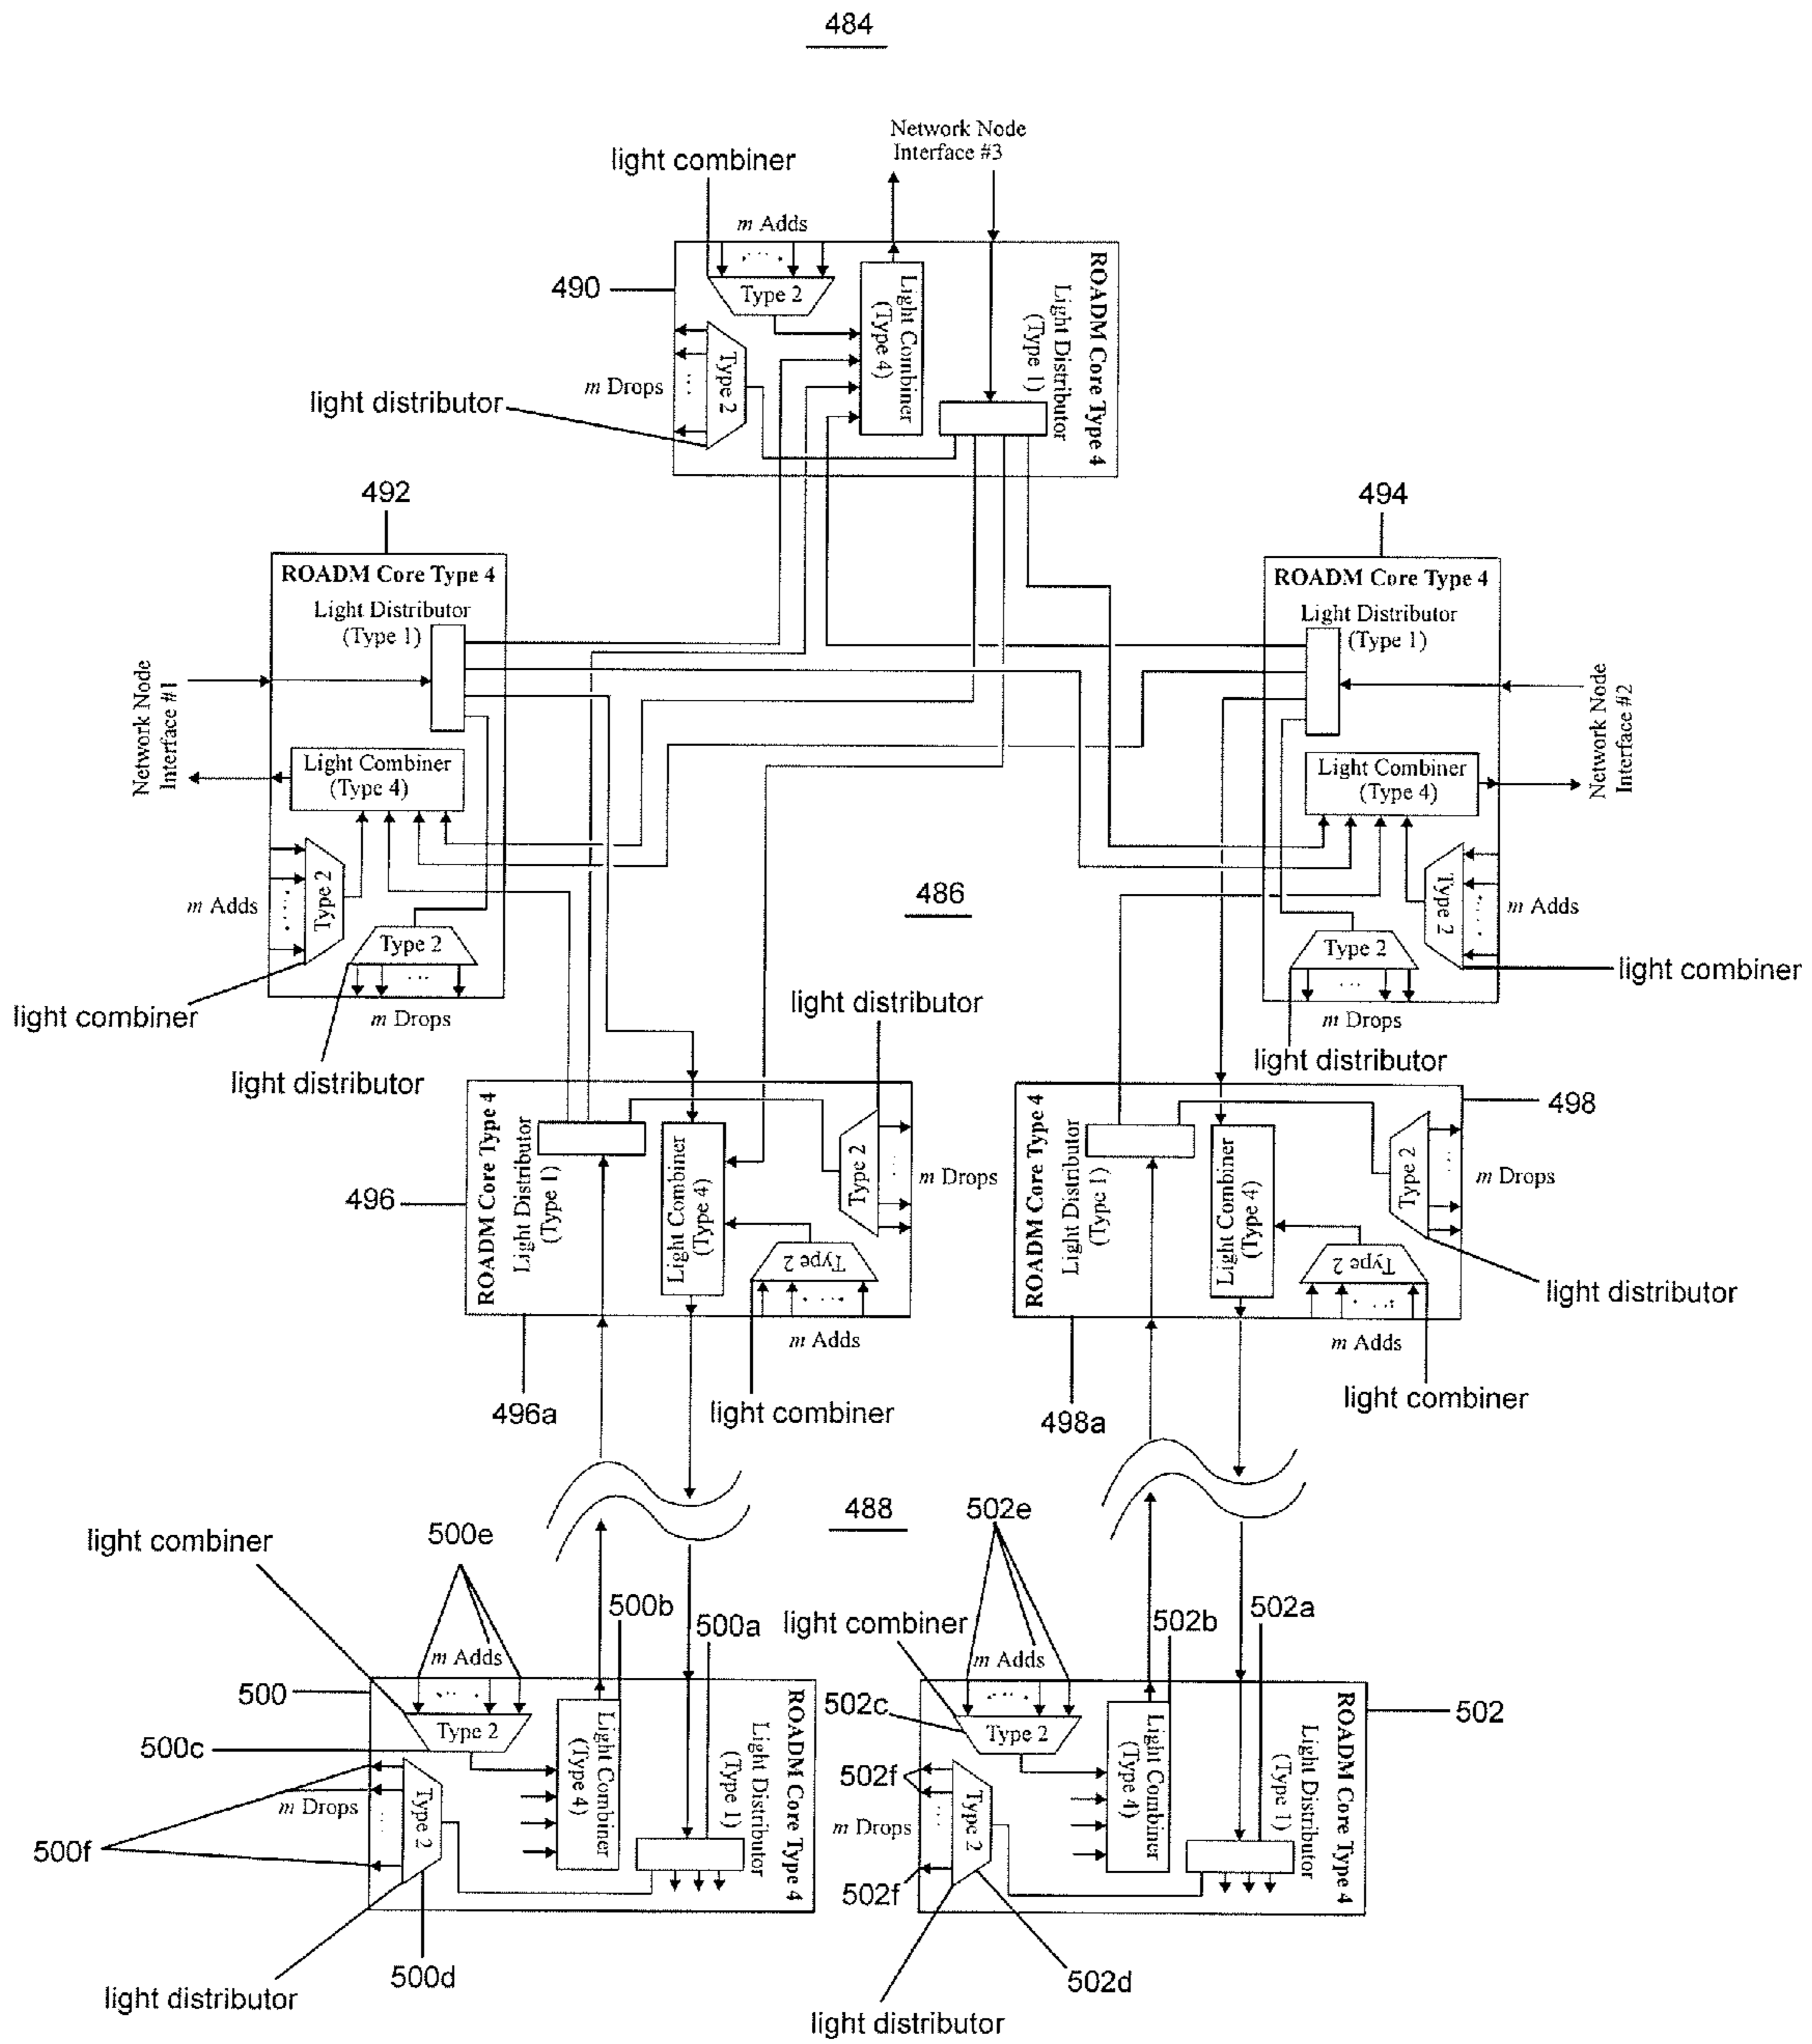 484
Network Node
Interface #3
light combiner
m Adds
490
Type 2
Light Combiner
(Type 4)
Light Distributor
(Type 1)
ROADM Core Type 4
Type 2
m Drops
light distributor
492
ROADM Core Type 4
Light Distributor
(Type 1)
Network Node
Interface #1
Light Combiner
(Type 4)
m Adds
Type 2
Type 2
m Drops
light combiner
light distributor
494
ROADM Core Type 4
Light Distributor
(Type 1)
Network Node
Interface #2
Light Combiner
(Type 4)
Type 2
m Adds
Type 2
m Drops
light combiner
light distributor
486
light distributor
496
ROADM Core Type 4
Light Distributor
(Type 1)
Light Combiner
(Type 4)
Type 2
m Drops
Type 2
m Adds
496a
light combiner
498
ROADM Core Type 4
Light Distributor
(Type 1)
Light Combiner
(Type 4)
Type 2
m Drops
Type 2
m Adds
light distributor
498a
light combiner
488
light combiner
500e
500b
500a
m Adds
500
Type 2
500c
Light Combiner
(Type 4)
Light Distributor
(Type 1)
ROADM Core Type 4
m Drops
Type 2
500f
500d
light distributor
502e
light combiner
502b
502a
m Adds
502c
Type 2
502
Light Combiner
(Type 4)
Light Distributor
(Type 1)
ROADM Core Type 4
502f
m Drops
Type 2
502f
502d
light distributor